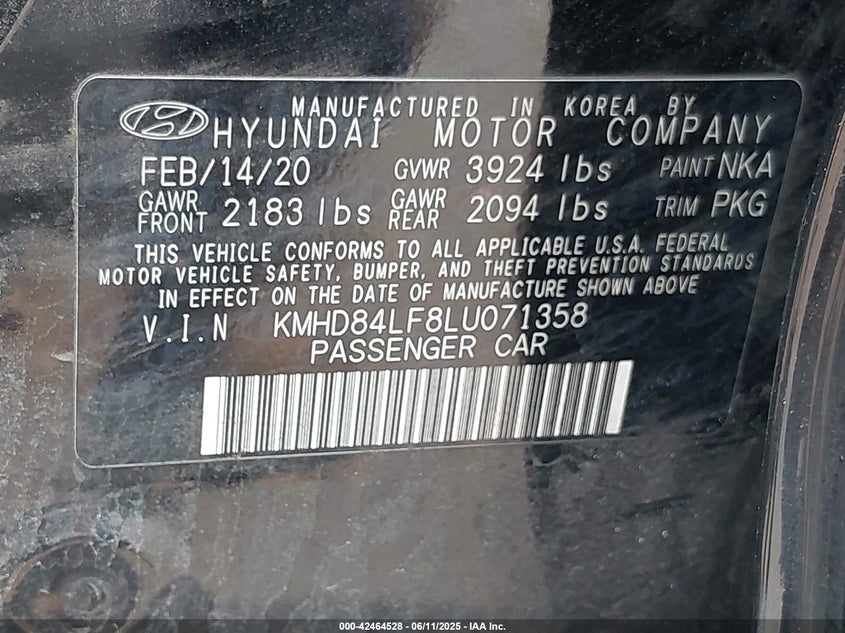 MANUFACTURED IN KOREA BY
HYUNDAI MOTOR COMPANY
FEB/14/20 GVWR 3924 lbs PAINT NKA
GAWR FRONT 2183 lbs GAWR REAR 2094 lbs TRIM PKG
THIS VEHICLE CONFORMS TO ALL APPLICABLE U.S.A. FEDERAL
MOTOR VEHICLE SAFETY, BUMPER, AND THEFT PREVENTION STANDARDS
IN EFFECT ON THE DATE OF MANUFACTURE SHOWN ABOVE
V.I.N KMHD84LF8LU071358
PASSENGER CAR
000-42464528 - 06/11/2025 - IAA Inc.